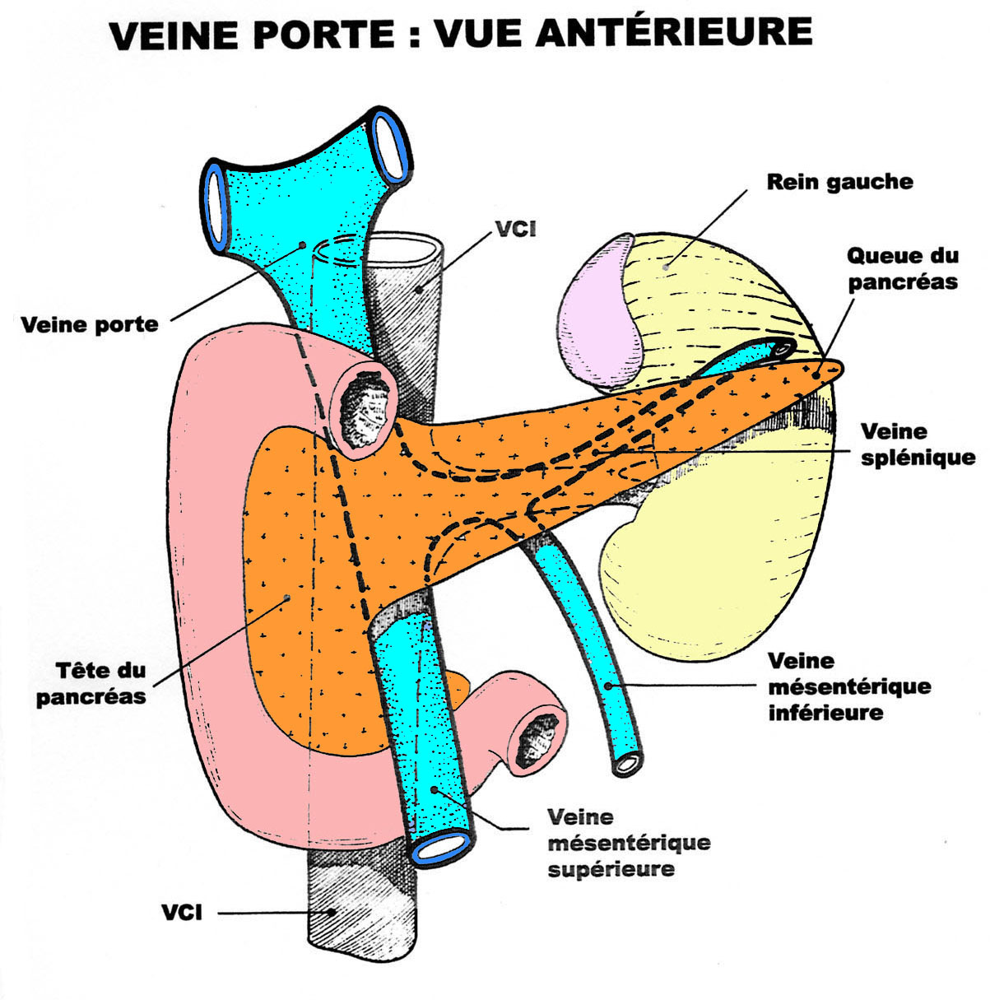 VEINE PORTE : VUE ANTÉRIEURE
Rein gauche
VCI
Queue du
pancréas
Veine porte
Veine
splénique
Tête du
pancréas
Veine
mésentérique
inférieure
Veine
mésentérique
supérieure
VCI